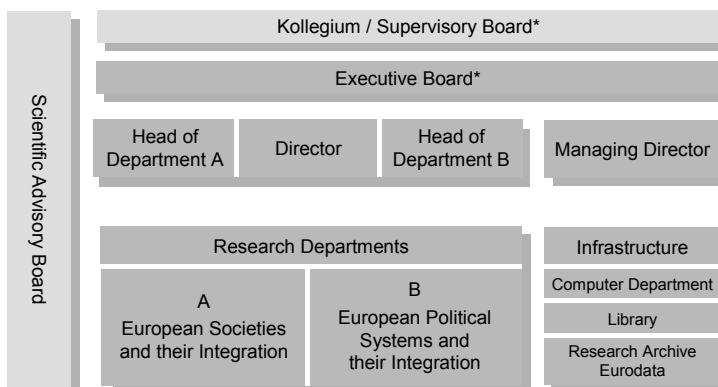 Scientific Advisory Board
Kollegium / Supervisory Board*
Executive Board*
Head of
Department A
Director
Head of
Department B
Managing Director
Research Departments
A
European Societies
and their Integration
B
European Political
Systems and
their Integration
Infrastructure
Computer Department
Library
Research Archive
Eurodata